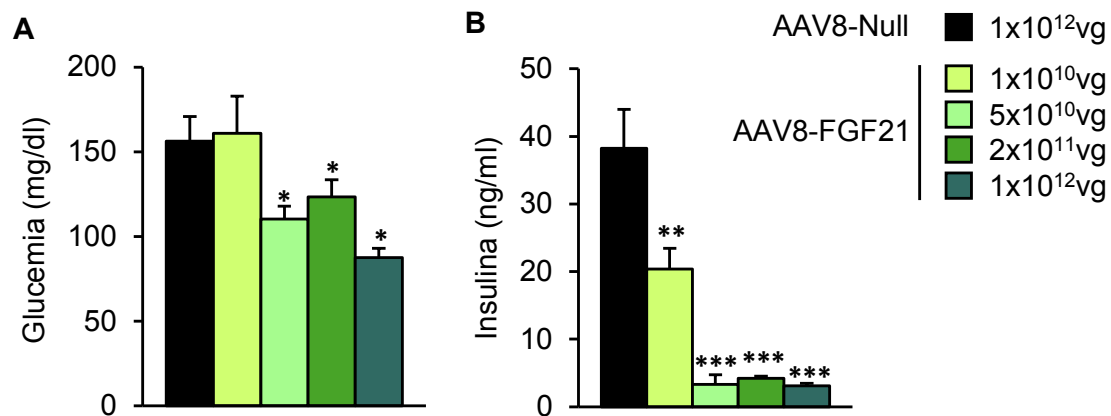 A
Glucemia (mg/dl)
200
150
100
50
0
*
*
*
B
Insulina (ng/ml)
50
40
30
20
10
0
**
***
***
***
AAV8-Null
1x10¹²vg
AAV8-FGF21
1x10¹⁰vg
5x10¹⁰vg
2x10¹¹vg
1x10¹²vg